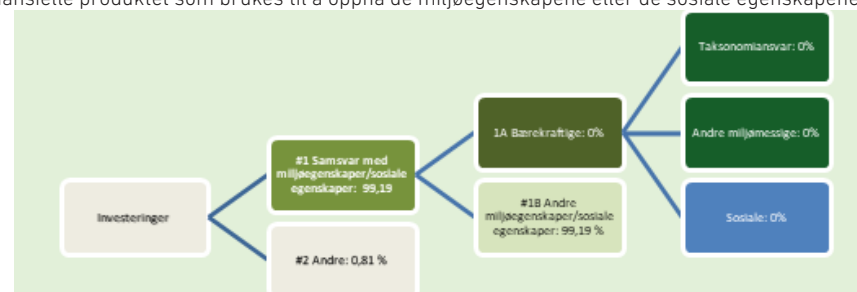 finansielle produktet som brukes til å oppnå de miljøegenskapene eller de sosiale egenskapene
Investeringer
#1 Samsvar med
miljøegenskaper/sosiale
egenskaper: 99,19
#2 Andre: 0,81 %
1A Bærekraftige: 0%
#1B Andre
miljøegenskaper/sosiale
egenskaper: 99,19 %
Taksonomiansvar: 0%
Andre miljømessige: 0%
Sosiale: 0%